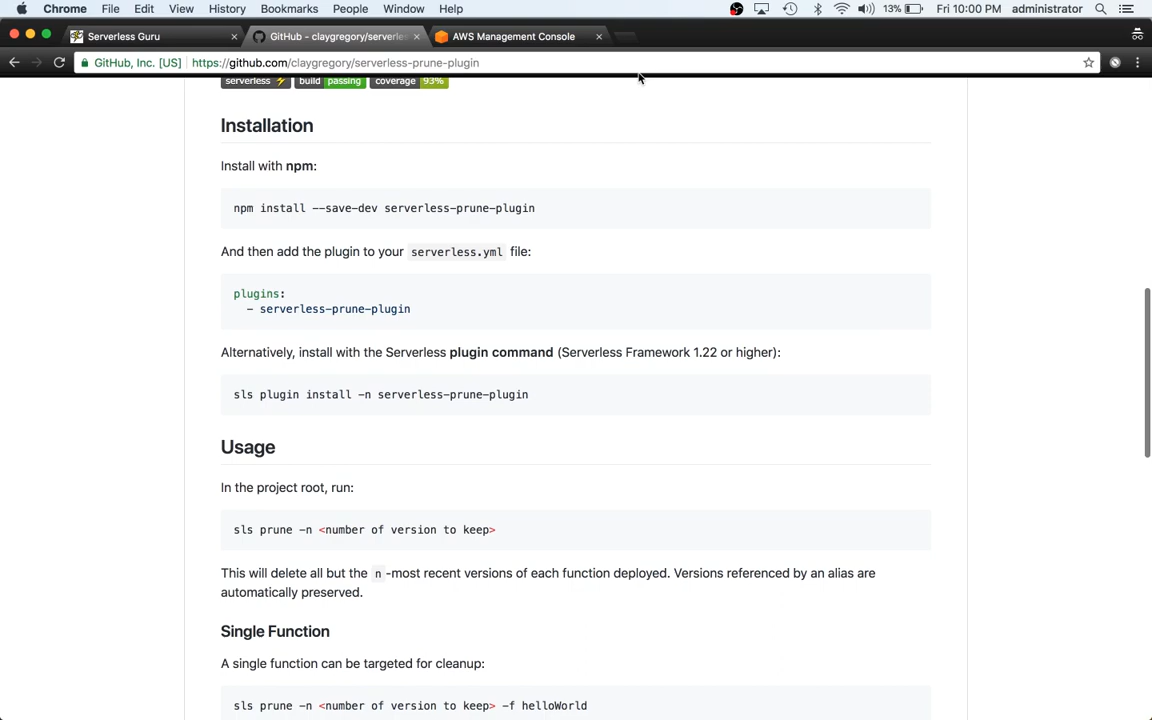 Chrome File Edit View History Bookmarks People Window Help 13% Fri 10:00 PM administrator
Serverless Guru GitHub - claygregory/serverles AWS Management Console
GitHub, Inc. [US] https://github.com/claygregory/serverless-prune-plugin
serverless build passing coverage 93%
Installation
Install with npm:
npm install --save-dev serverless-prune-plugin
And then add the plugin to your serverless.yml file:
plugins:
- serverless-prune-plugin
Alternatively, install with the Serverless plugin command (Serverless Framework 1.22 or higher):
sls plugin install -n serverless-prune-plugin
Usage
In the project root, run:
sls prune -n <number of version to keep>
This will delete all but the n -most recent versions of each function deployed. Versions referenced by an alias are
automatically preserved.
Single Function
A single function can be targeted for cleanup:
sls prune -n <number of version to keep> -f helloWorld